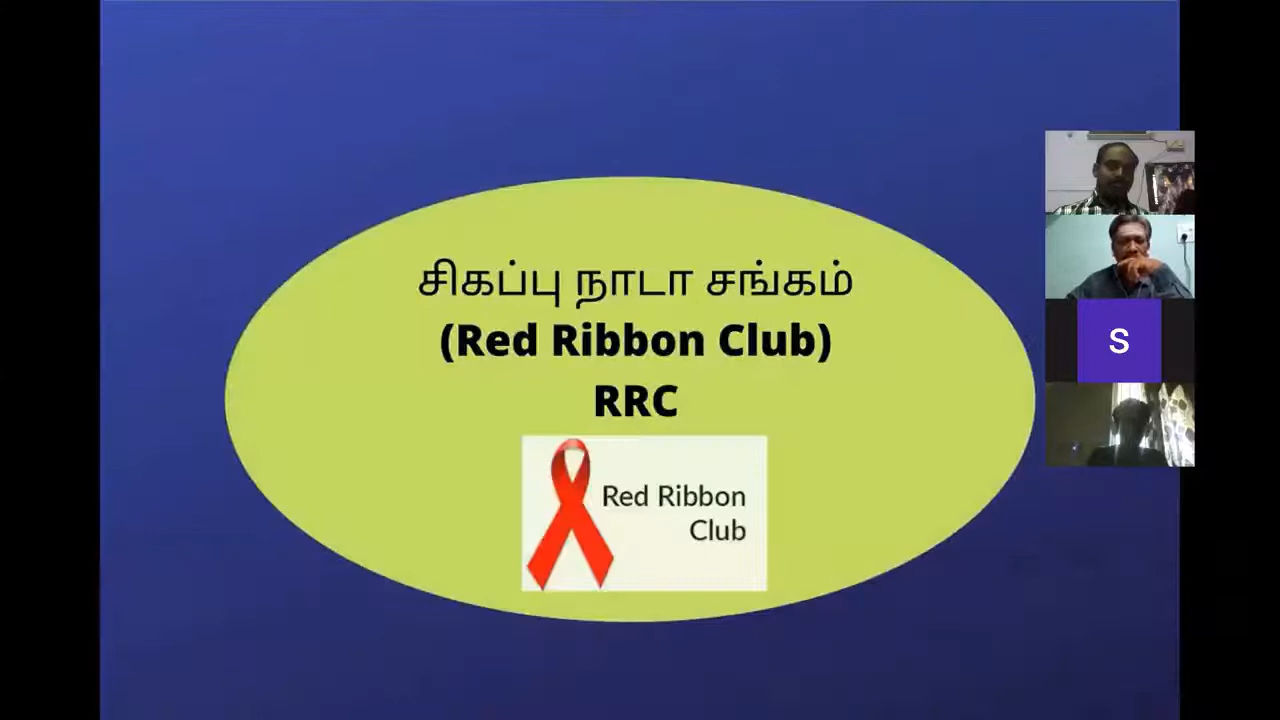 சிகப்பு நாடா சங்கம்
(Red Ribbon Club)
RRC
Red Ribbon
Club
S